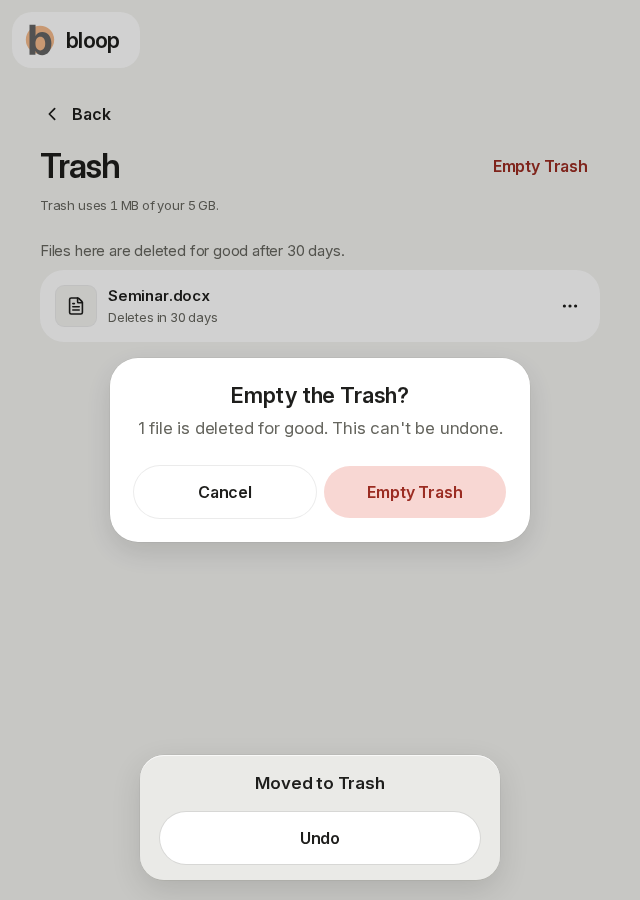 bloop
Back
Trash
Empty Trash
Trash uses 1 MB of your 5 GB.
Files here are deleted for good after 30 days.
Seminar.docx
Deletes in 30 days
Empty the Trash?
1 file is deleted for good. This can't be undone.
Cancel
Empty Trash
Moved to Trash
Undo